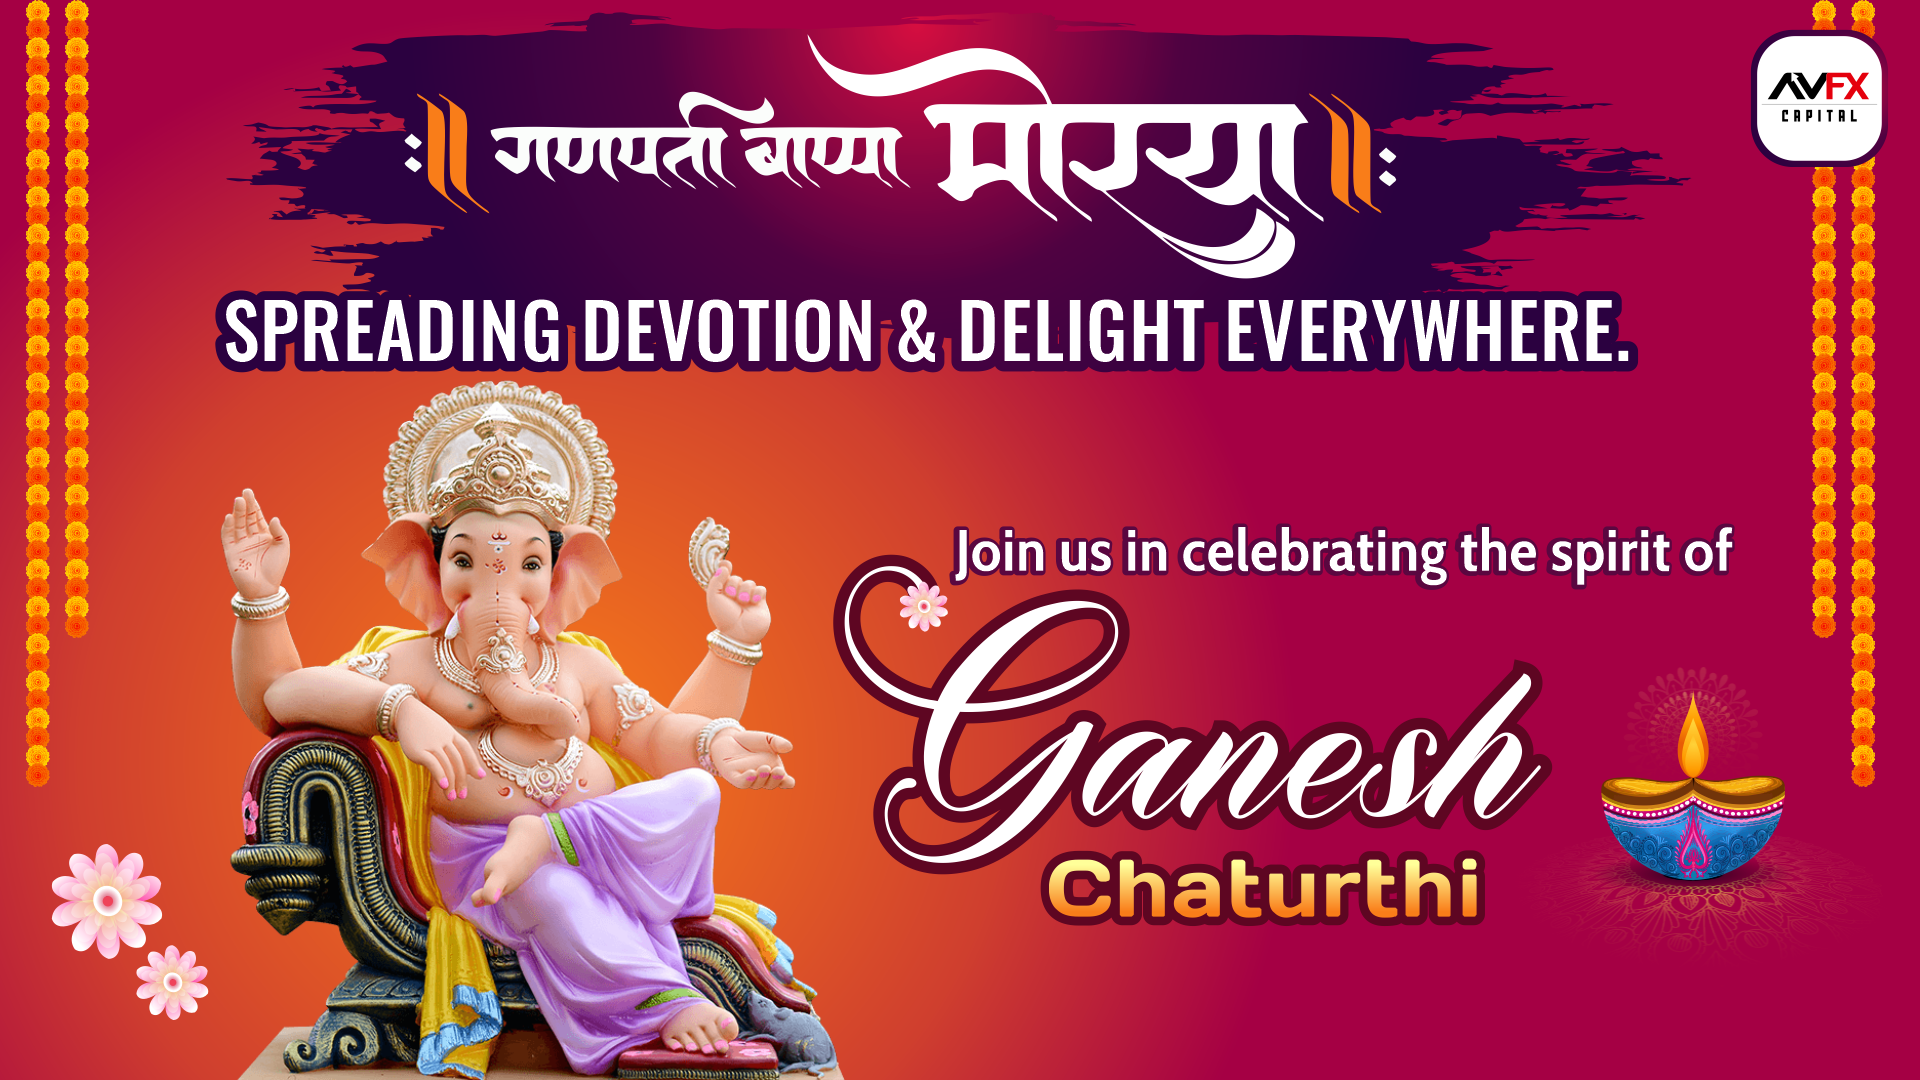 :॥ गणपती बाप्पा मोरया ॥:
AVFX
CAPITAL
SPREADING DEVOTION & DELIGHT EVERYWHERE.
Join us in celebrating the spirit of
Ganesh
Chaturthi